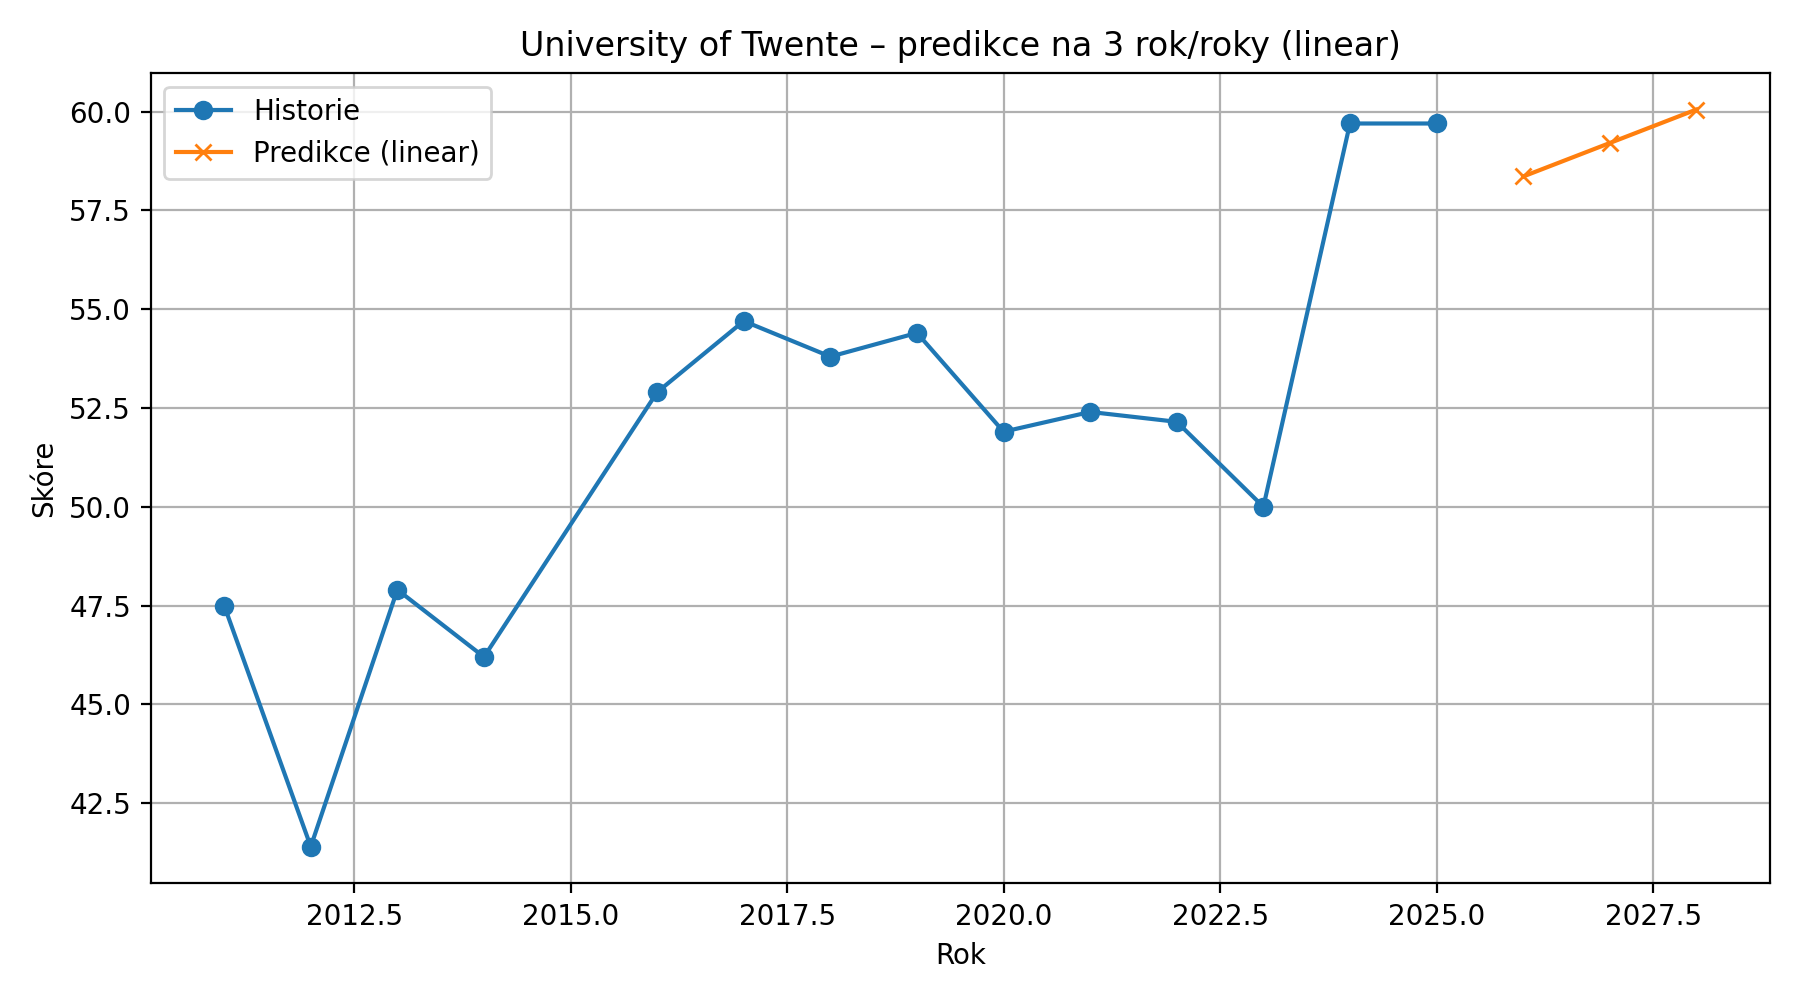 University of Twente – predikce na 3 rok/roky (linear)
Historie
Predikce (linear)
Skóre
60.0
57.5
55.0
52.5
50.0
47.5
45.0
42.5
2012.5 2015.0 2017.5 2020.0 2022.5 2025.0 2027.5
Rok